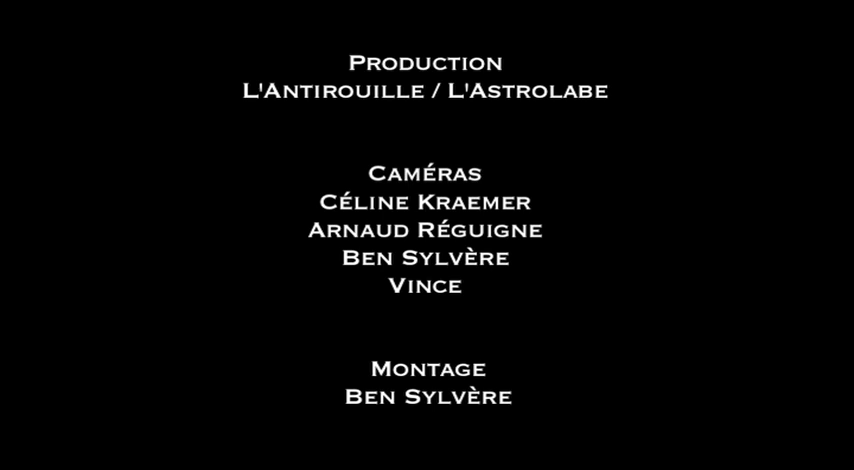 Production
L'Antirouille / L'Astrolabe
Caméras
Céline Kraemer
Arnaud Réguigne
Ben Sylvère
Vince
Montage
Ben Sylvère